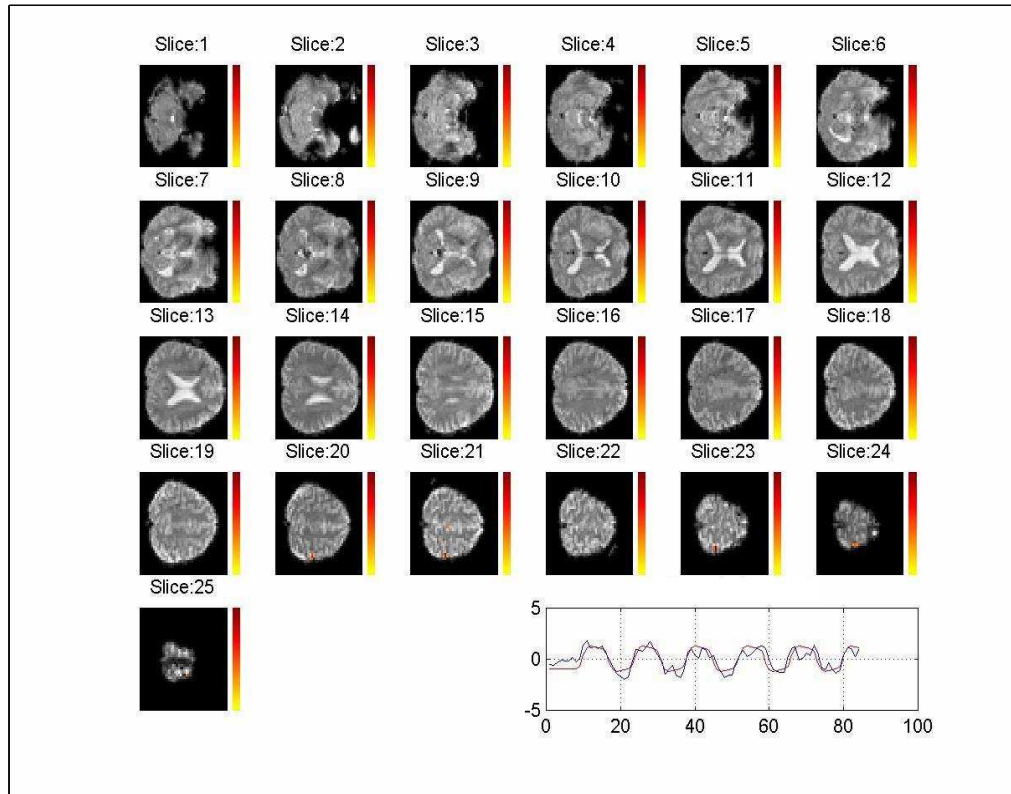 Slice:1 Slice:2 Slice:3 Slice:4 Slice:5 Slice:6
Slice:7 Slice:8 Slice:9 Slice:10 Slice:11 Slice:12
Slice:13 Slice:14 Slice:15 Slice:16 Slice:17 Slice:18
Slice:19 Slice:20 Slice:21 Slice:22 Slice:23 Slice:24
Slice:25
5
0
-5
0 20 40 60 80 100